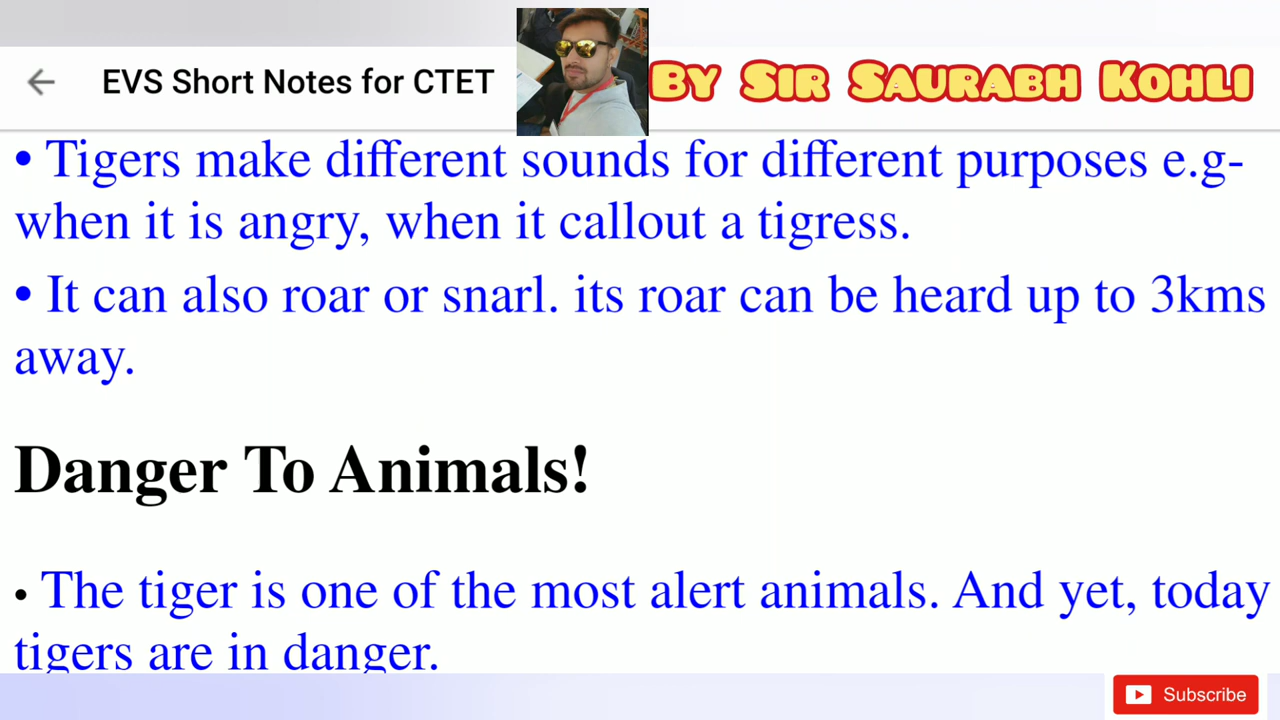 EVS Short Notes for CTET
By Sir Saurabh Kohli
• Tigers make different sounds for different purposes e.g-
when it is angry, when it callout a tigress.
• It can also roar or snarl. its roar can be heard up to 3kms
away.
Danger To Animals!
• The tiger is one of the most alert animals. And yet, today
tigers are in danger.
Subscribe